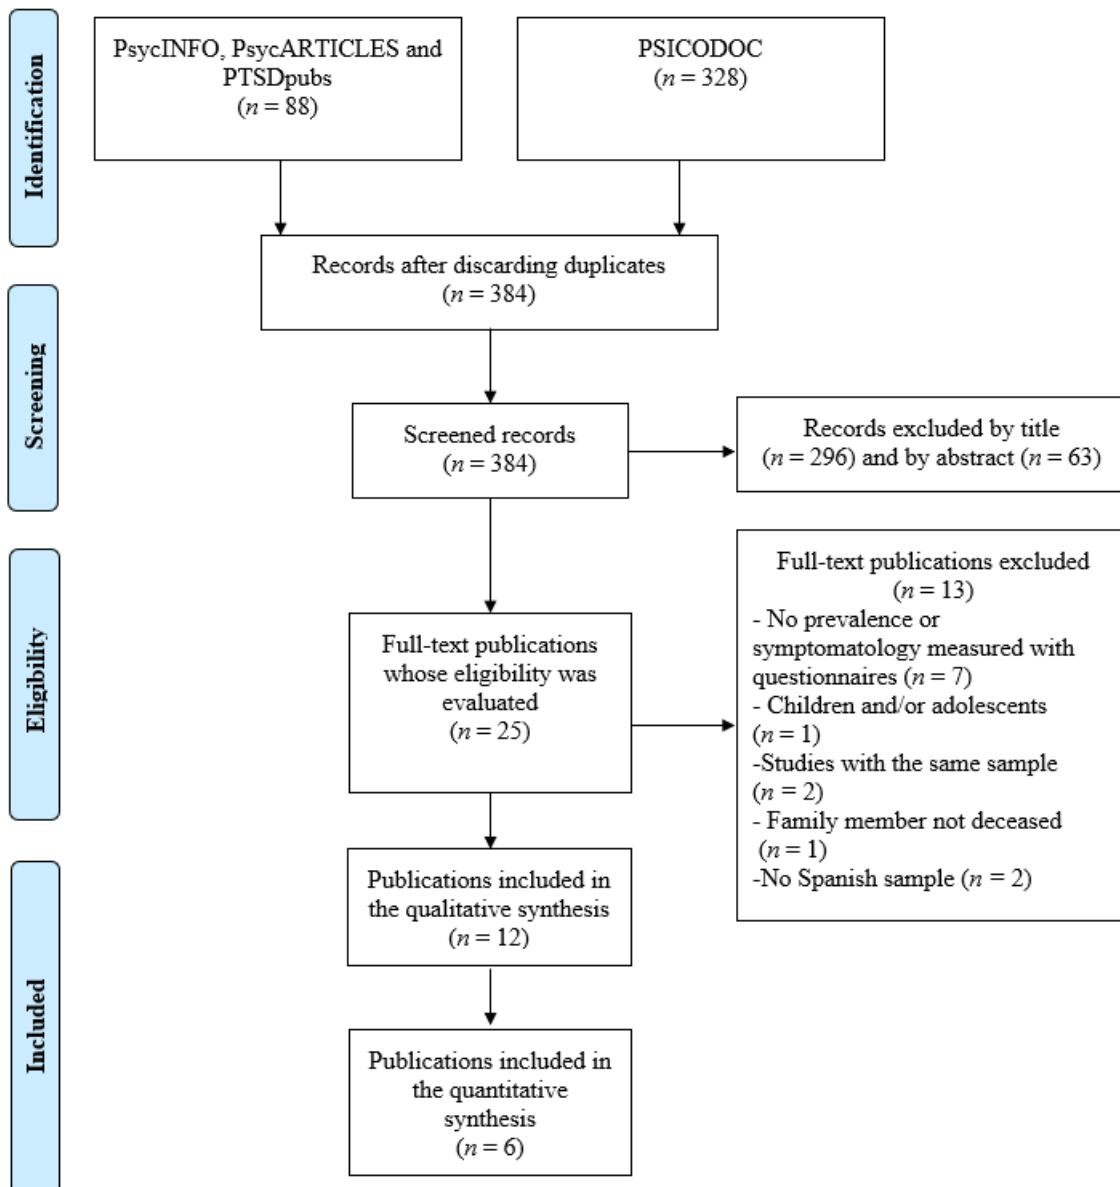 Identification
PsycINFO, PsycARTICLES and
PTSDpubs
(n = 88)
PSICODOC
(n = 328)
Records after discarding duplicates
(n = 384)
Screening
Screened records
(n = 384)
Records excluded by title
(n = 296) and by abstract (n = 63)
Eligibility
Full-text publications
whose eligibility was
evaluated
(n = 25)
Full-text publications excluded
(n = 13)
- No prevalence or
symptomatology measured with
questionnaires (n = 7)
- Children and/or adolescents
(n = 1)
-Studies with the same sample
(n = 2)
- Family member not deceased
(n = 1)
-No Spanish sample (n = 2)
Included
Publications included in
the qualitative synthesis
(n = 12)
Publications included in
the quantitative
synthesis
(n = 6)